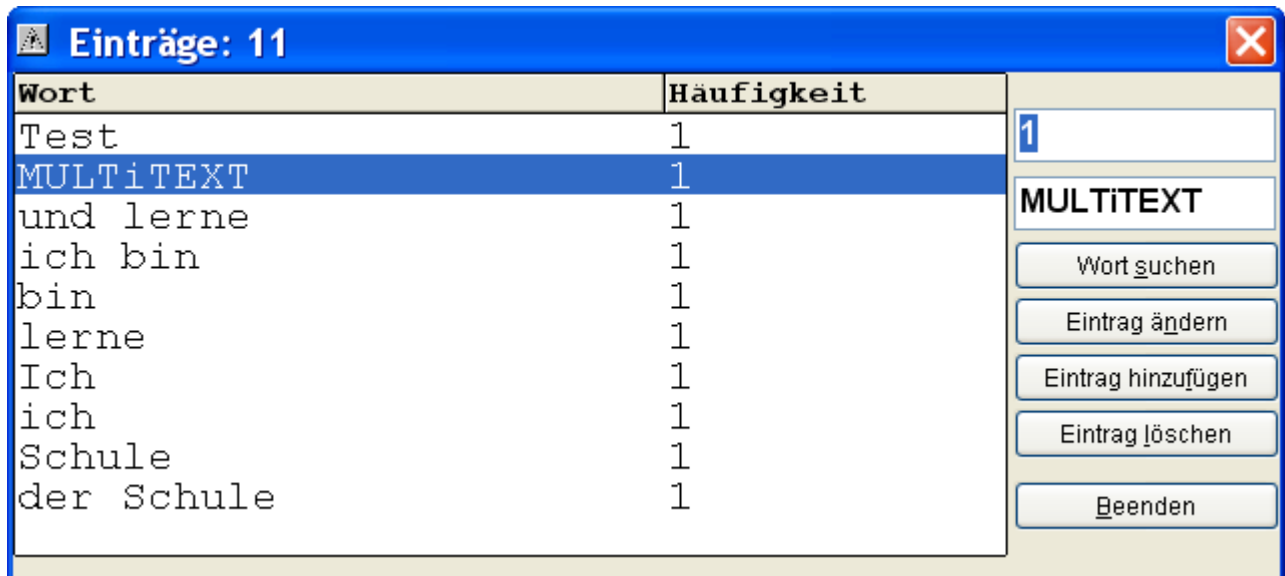 Einträge: 11
Wort Häufigkeit
Test 1
MULTiTEXT 1
und lerne 1
ich bin 1
bin 1
lerne 1
Ich 1
ich 1
Schule 1
der Schule 1
1
MULTiTEXT
Wort suchen
Eintrag ändern
Eintrag hinzufügen
Eintrag löschen
Beenden